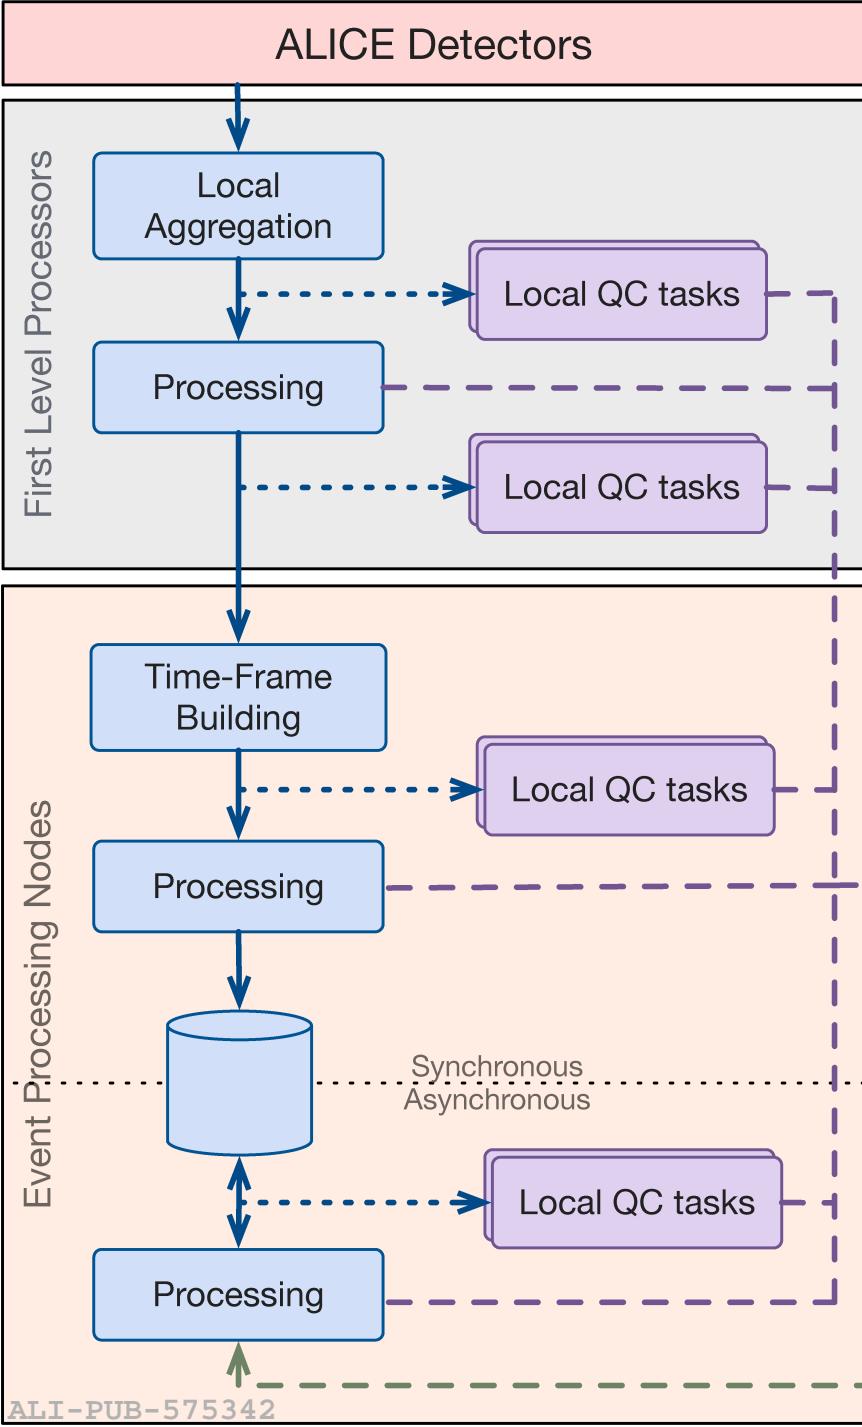 ALICE Detectors
First Level Processors
Local
Aggregation
Local QC tasks
Processing
Local QC tasks
Event Processing Nodes
Time-Frame
Building
Local QC tasks
Processing
Synchronous
Asynchronous
Local QC tasks
Processing
ALI-PUB-575342